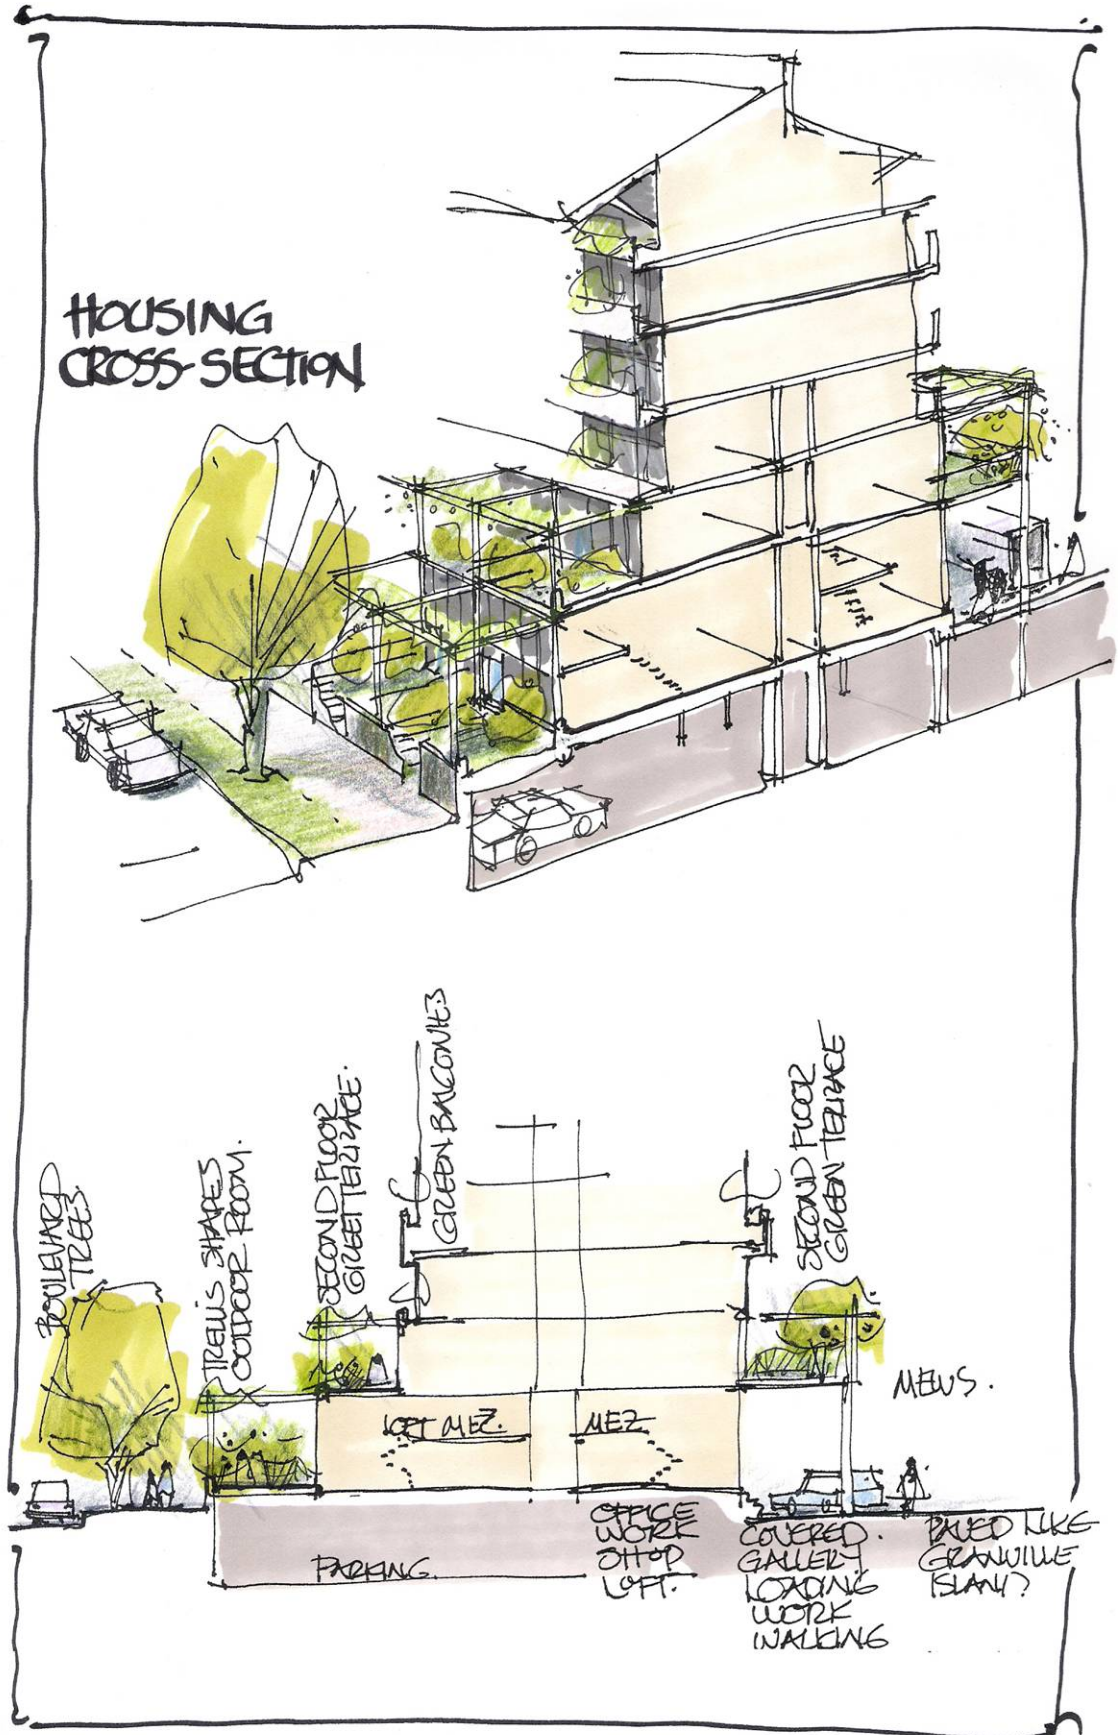 HOUSING
CROSS-SECTION
BOULEVARD
TREES.
TRELLIS SHAPES
OUTDOOR ROOM.
SECOND FLOOR
GREET TERRACE.
GREEN BALCONIES
SECOND FLOOR
GREEN TERRACE
MEWS.
LOFT MEZ.
MEZ
PARKING.
OFFICE
WORK
SHOP
LOFT.
COVERED.
GALLERY
LOADING
WORK
WALKING
PAVED LIKE
GRANVILLE
ISLAND?